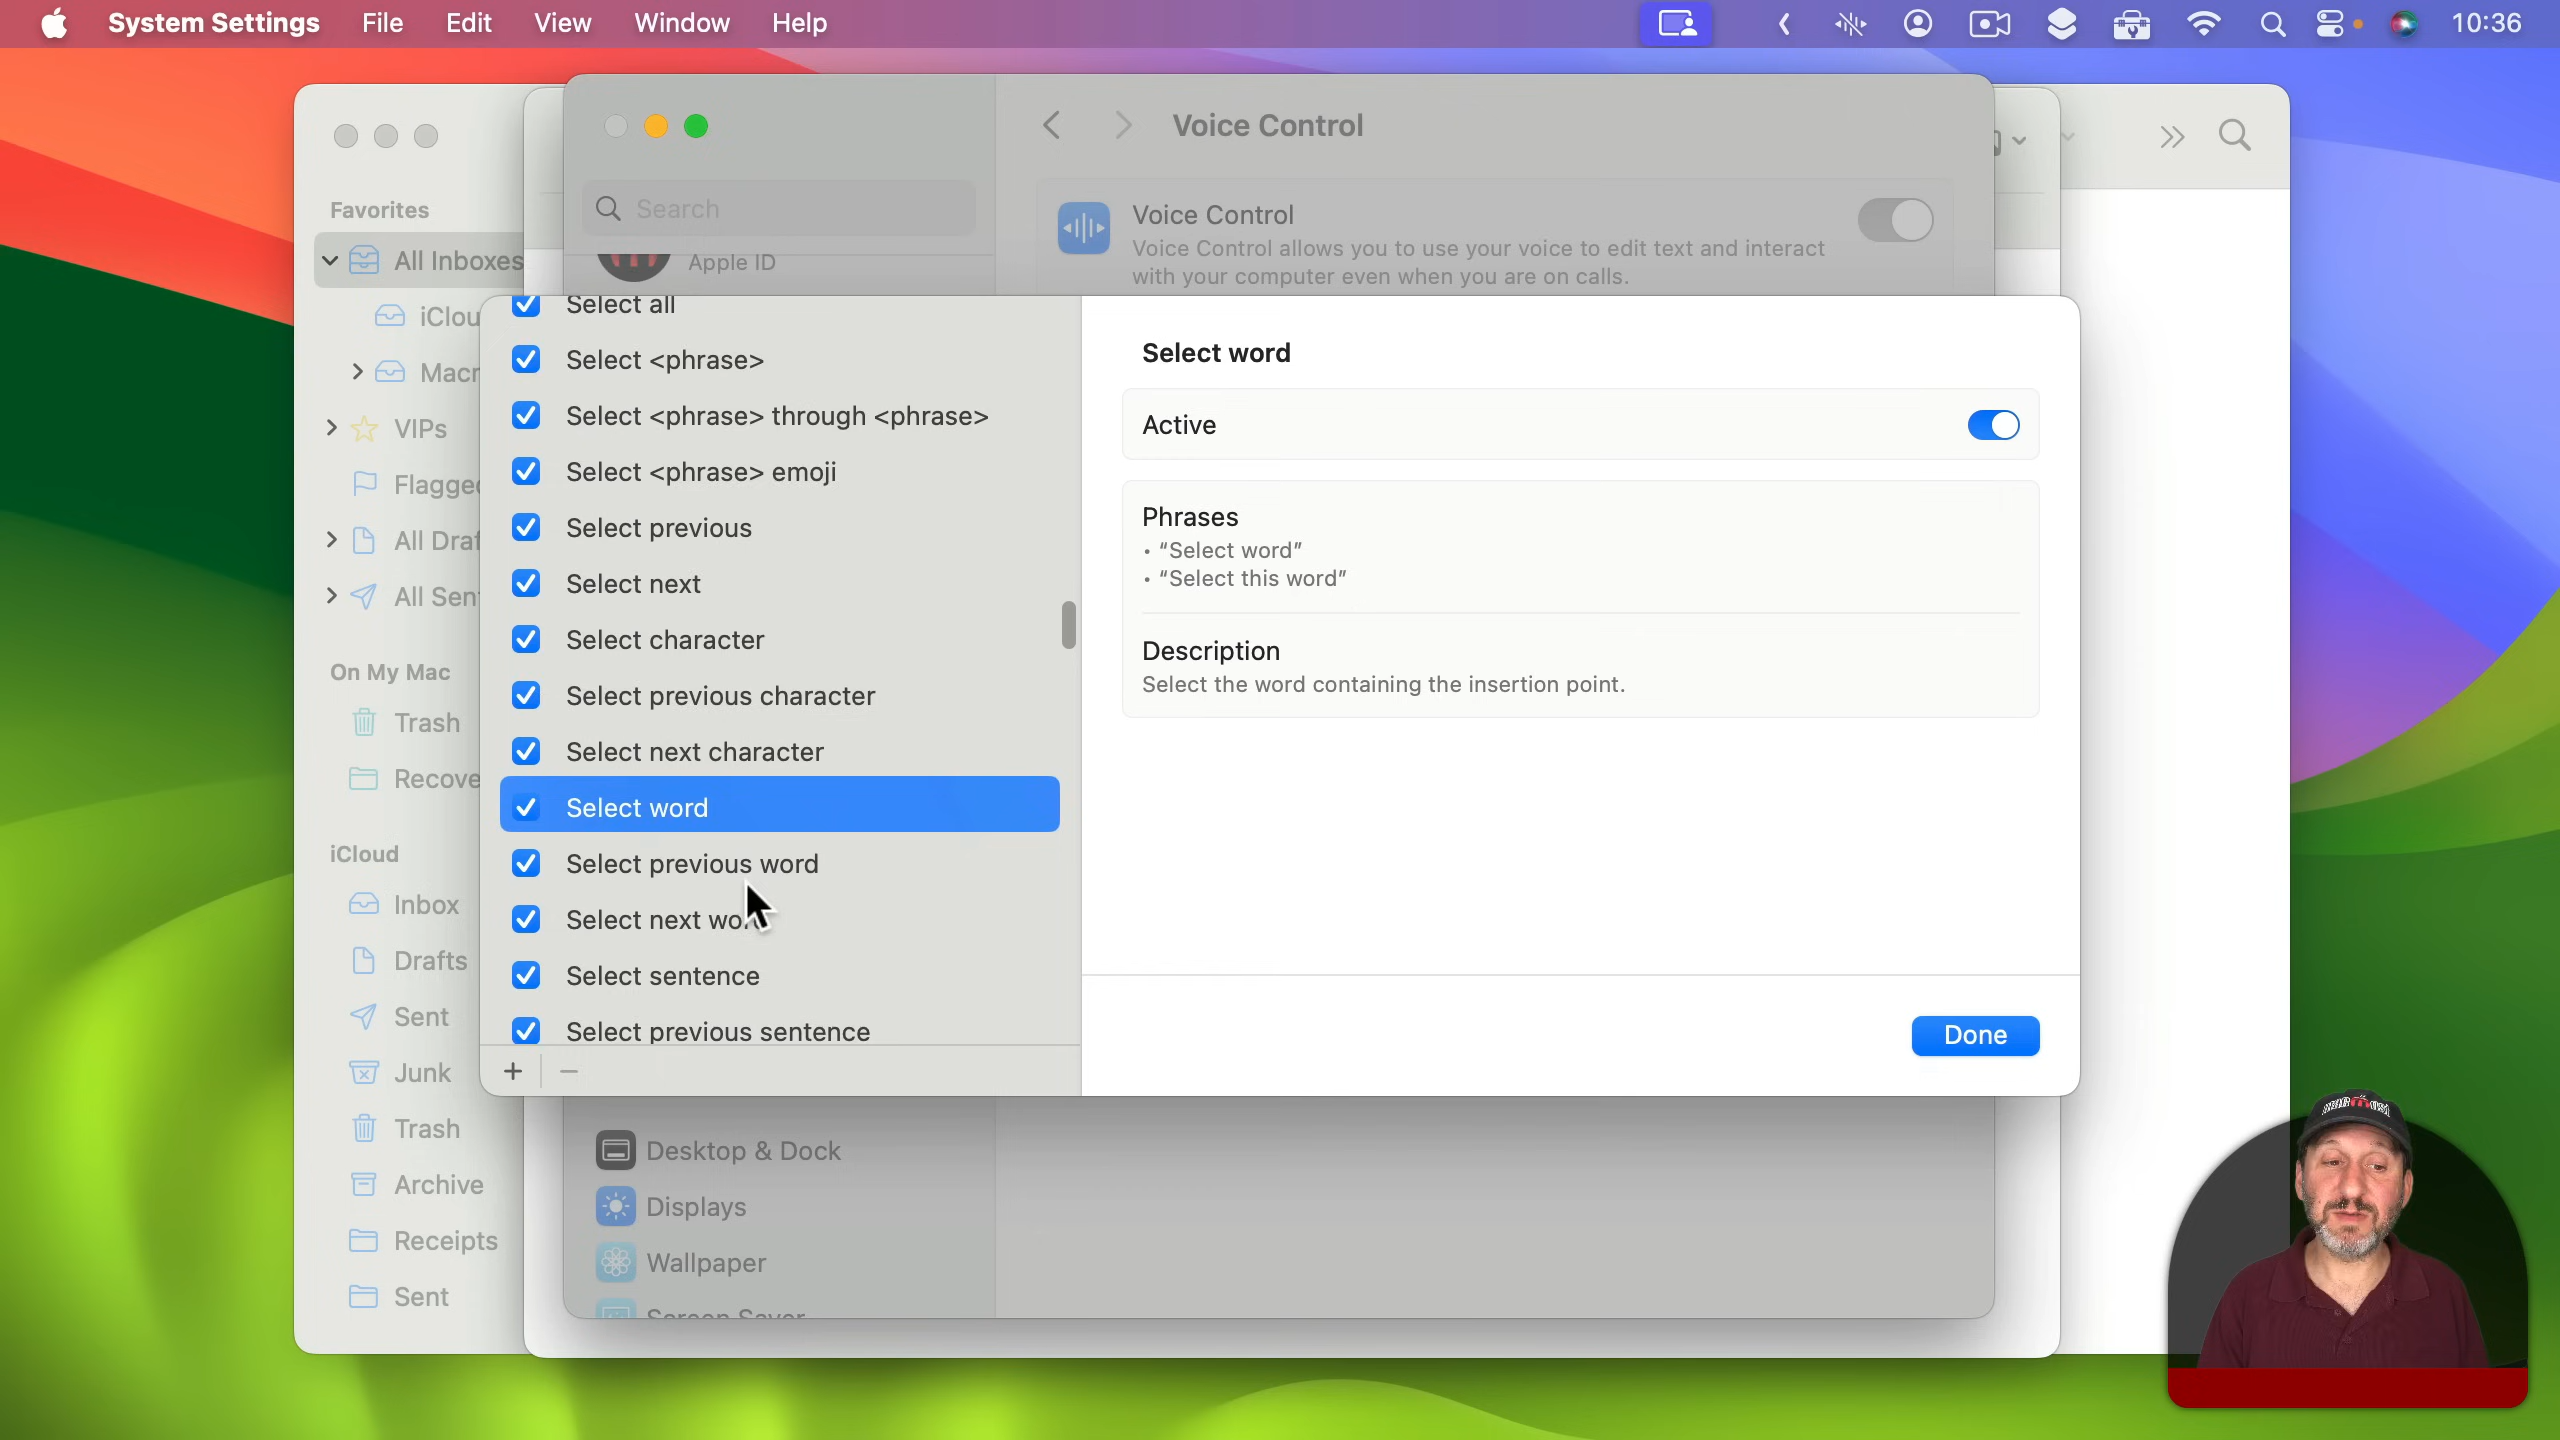 System Settings File Edit View Window Help 10:36
Favorites
All Inboxes
VIPs
On My Mac
Trash
iCloud
Inbox
Drafts
Sent
Junk
Trash
Archive
Receipts
Sent
Search
Apple ID
Desktop & Dock
Displays
Wallpaper
Screen Saver
Voice Control
Voice Control
Voice Control allows you to use your voice to edit text and interact
with your computer even when you are on calls.
Select all
Select <phrase>
Select <phrase> through <phrase>
Select <phrase> emoji
Select previous
Select next
Select character
Select previous character
Select next character
Select word
Select previous word
Select next word
Select sentence
Select previous sentence
+ −
Select word
Active
Phrases
• “Select word”
• “Select this word”
Description
Select the word containing the insertion point.
Done